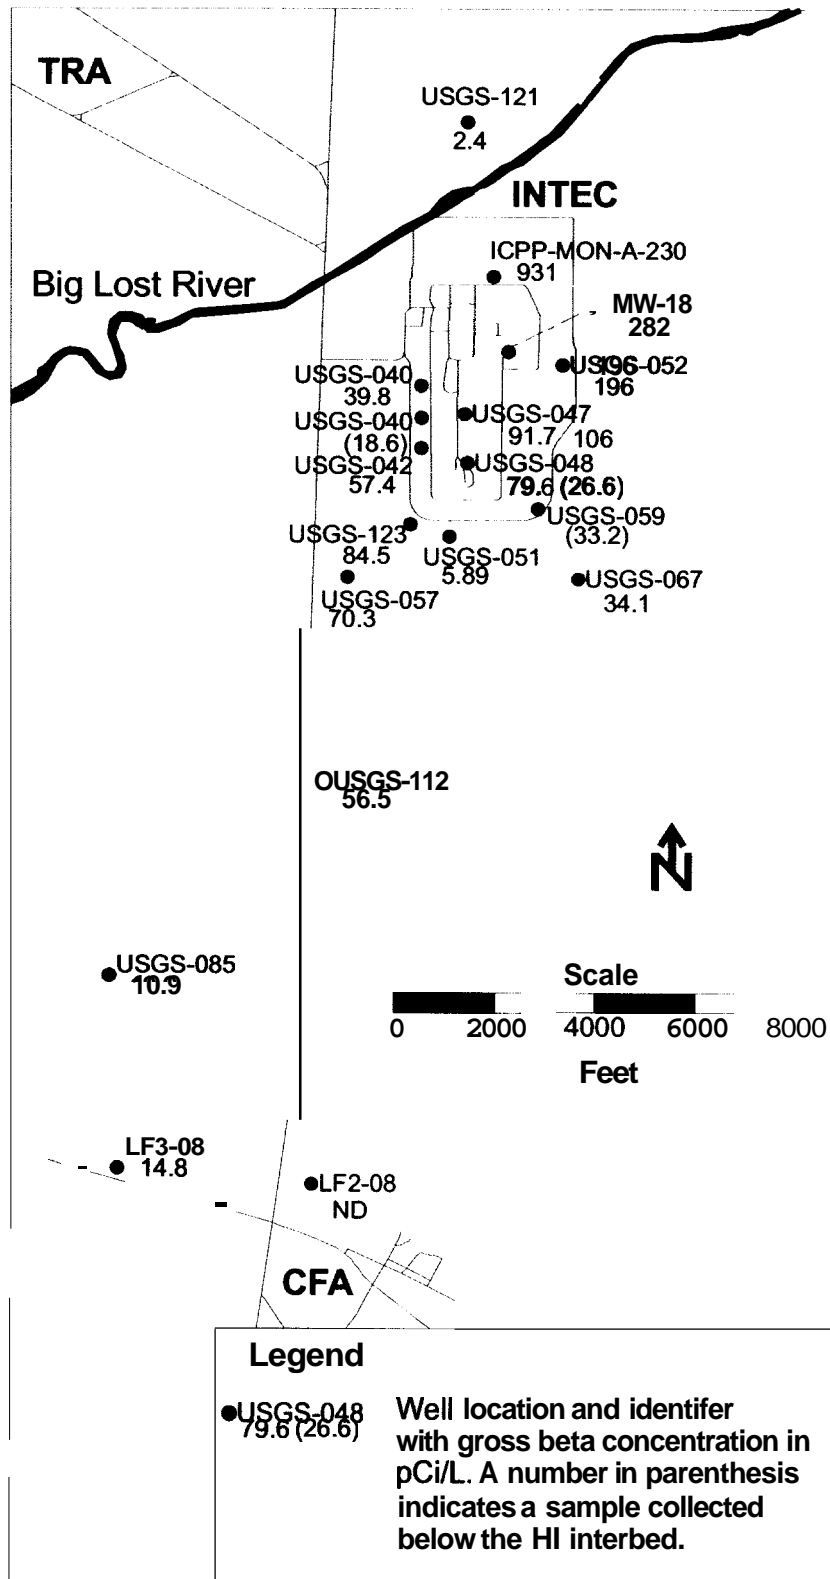 TRA
USGS-121
2.4
INTEC
ICPP-MON-A-230
931
Big Lost River
MW-18
282
USGS-052
196
196
USGS-040
39.8
USGS-047
91.7
106
USGS-040
(18.6)
USGS-042
57.4
USGS-048
79.6 (26.6)
USGS-059
(33.2)
USGS-123
84.5
USGS-051
5.89
USGS-057
70.3
USGS-067
34.1
OUSGS-112
56.5
N
USGS-085
10.9
Scale
0 2000 4000 6000 8000
Feet
LF3-08
14.8
LF2-08
ND
CFA
Legend
USGS-048
79.6 (26.6)
Well location and identifer
with gross beta concentration in
pCi/L. A number in parenthesis
indicates a sample collected
below the HI interbed.